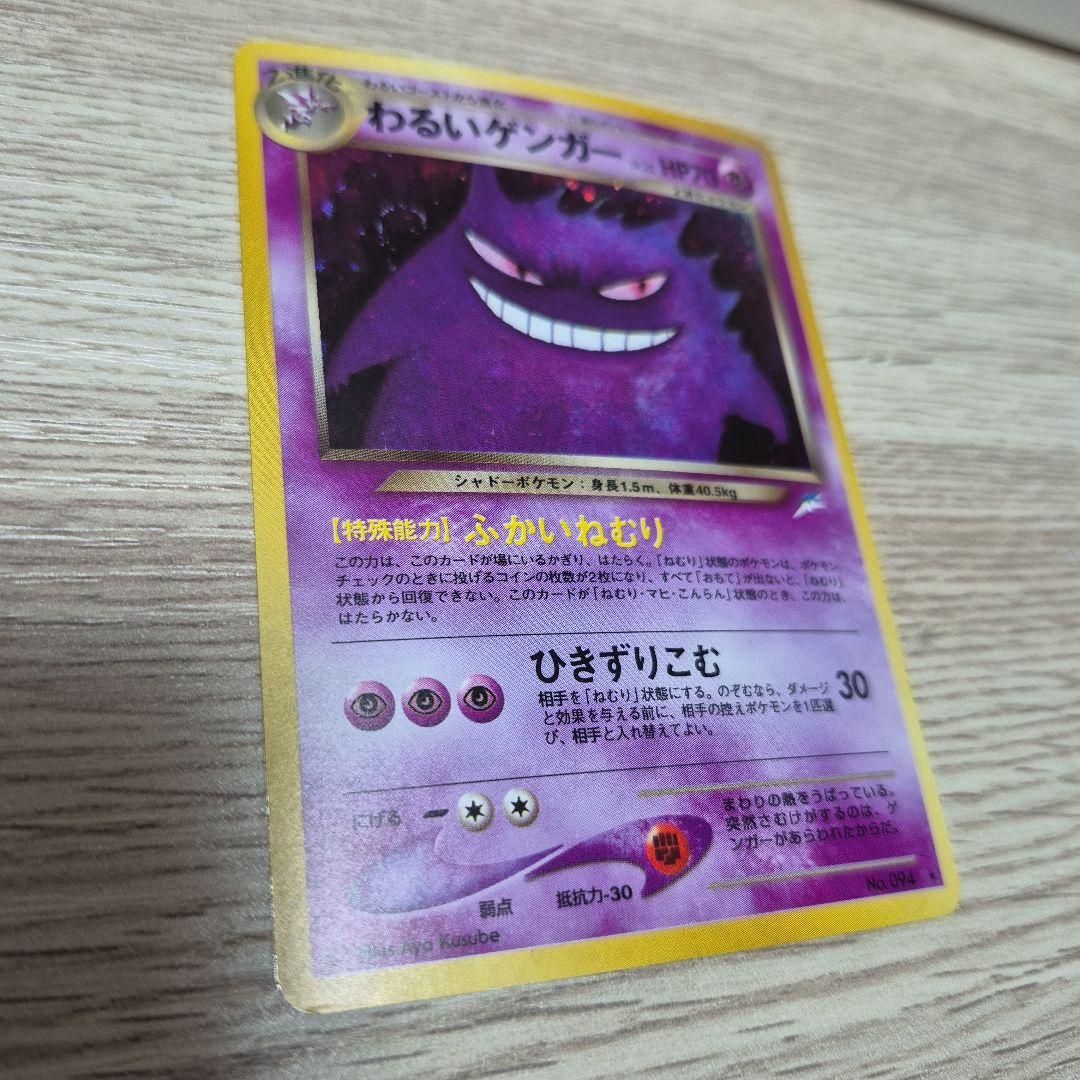 2進化
わるいゴーストから進化
わるいゲンガー
HP70
シャドーポケモン：身長1.5m、体重40.5kg
【特殊能力】ふかいねむり
この力は、このカードが場にいるかぎり、はたらく。「ねむり」状態のポケモンは、ポケモン
チェックのときに投げるコインの枚数が2枚になり、すべて「おもて」が出ないと、「ねむり」
状態から回復できない。このカードが「ねむり・マヒ・こんらん」状態のとき、この力は、
はたらかない。
ひきずりこむ
相手を「ねむり」状態にする。のぞむなら、ダメージ
と効果を与える前に、相手の控えポケモンを1匹選
び、相手と入れ替えてよい。
30
にげる
弱点
抵抗力-30
まわりの熱をうばっている。
突然さむけがするのは、ゲ
ンガーがあらわれたからだ。
No.094 ★
Illus. Aya Kusube